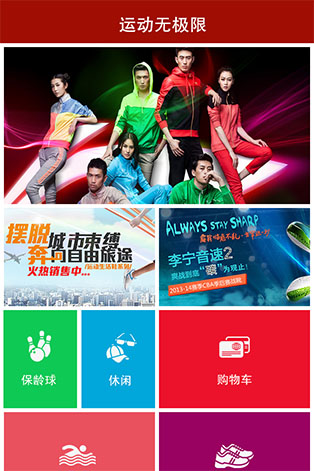 运动无极限
摆脱城市束缚
奔向自由旅途
火热销售中...
ALWAYS STAY SHARP
李宁音速2
2013-14赛季CBA季后赛战靴
保龄球
休闲
购物车